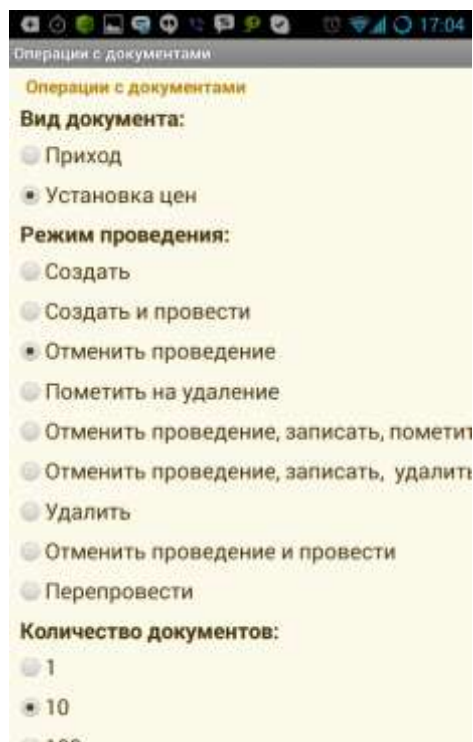 17:04
Операции с документами
Операции с документами
Вид документа:
Приход
Установка цен
Режим проведения:
Создать
Создать и провести
Отменить проведение
Пометить на удаление
Отменить проведение, записать, пометит
Отменить проведение, записать, удалить
Удалить
Отменить проведение и провести
Перепровести
Количество документов:
1
10